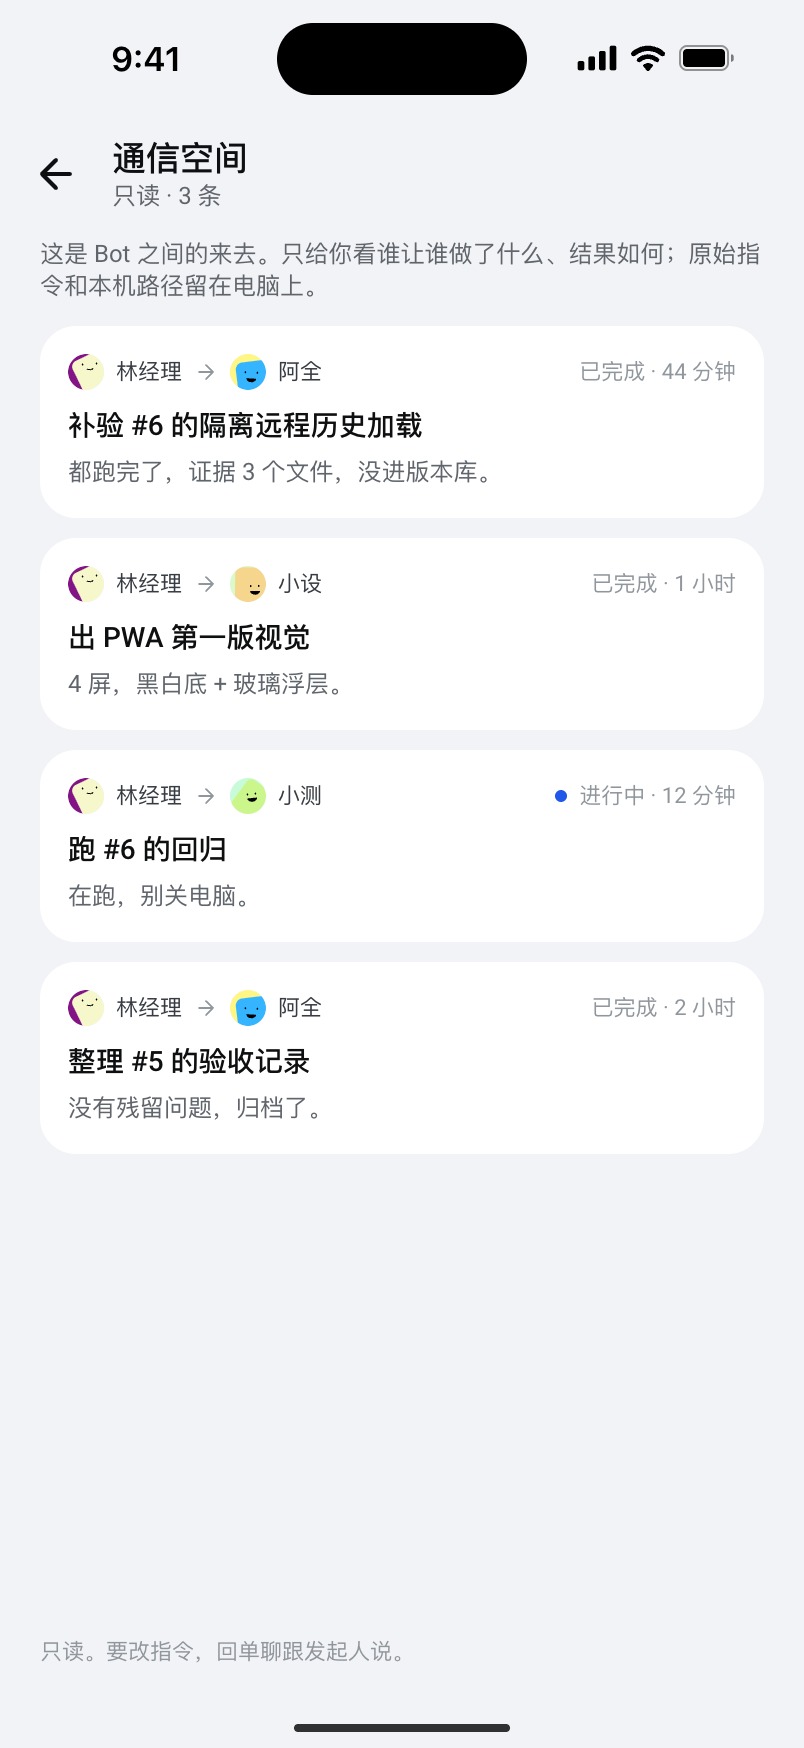 9:41
通信空间
只读 · 3 条
这是 Bot 之间的来去。只给你看谁让谁做了什么、结果如何；原始指
令和本机路径留在电脑上。
林经理 → 阿全 已完成 · 44 分钟
补验 #6 的隔离远程历史加载
都跑完了，证据 3 个文件，没进版本库。
林经理 → 小设 已完成 · 1 小时
出 PWA 第一版视觉
4 屏，黑白底 + 玻璃浮层。
林经理 → 小测 进行中 · 12 分钟
跑 #6 的回归
在跑，别关电脑。
林经理 → 阿全 已完成 · 2 小时
整理 #5 的验收记录
没有残留问题，归档了。
只读。要改指令，回单聊跟发起人说。